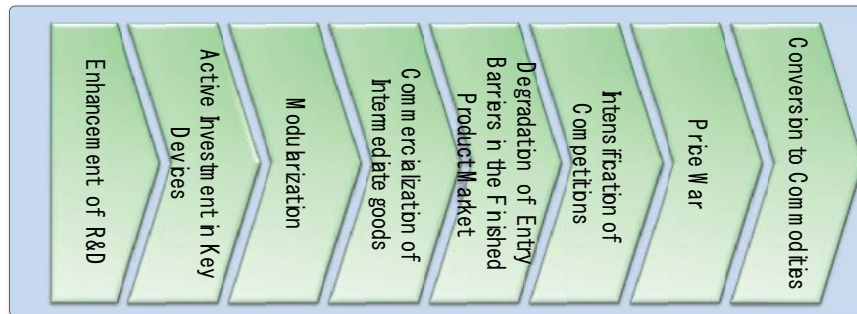 Enhancement of R&D
Active Investment in Key
Devices
Modularization
Commercialization of
Intermediate goods
Degradation of Entry
Barriers in the Finished
Product Market
Intensification of
Competitions
Price War
Conversion to Commodities